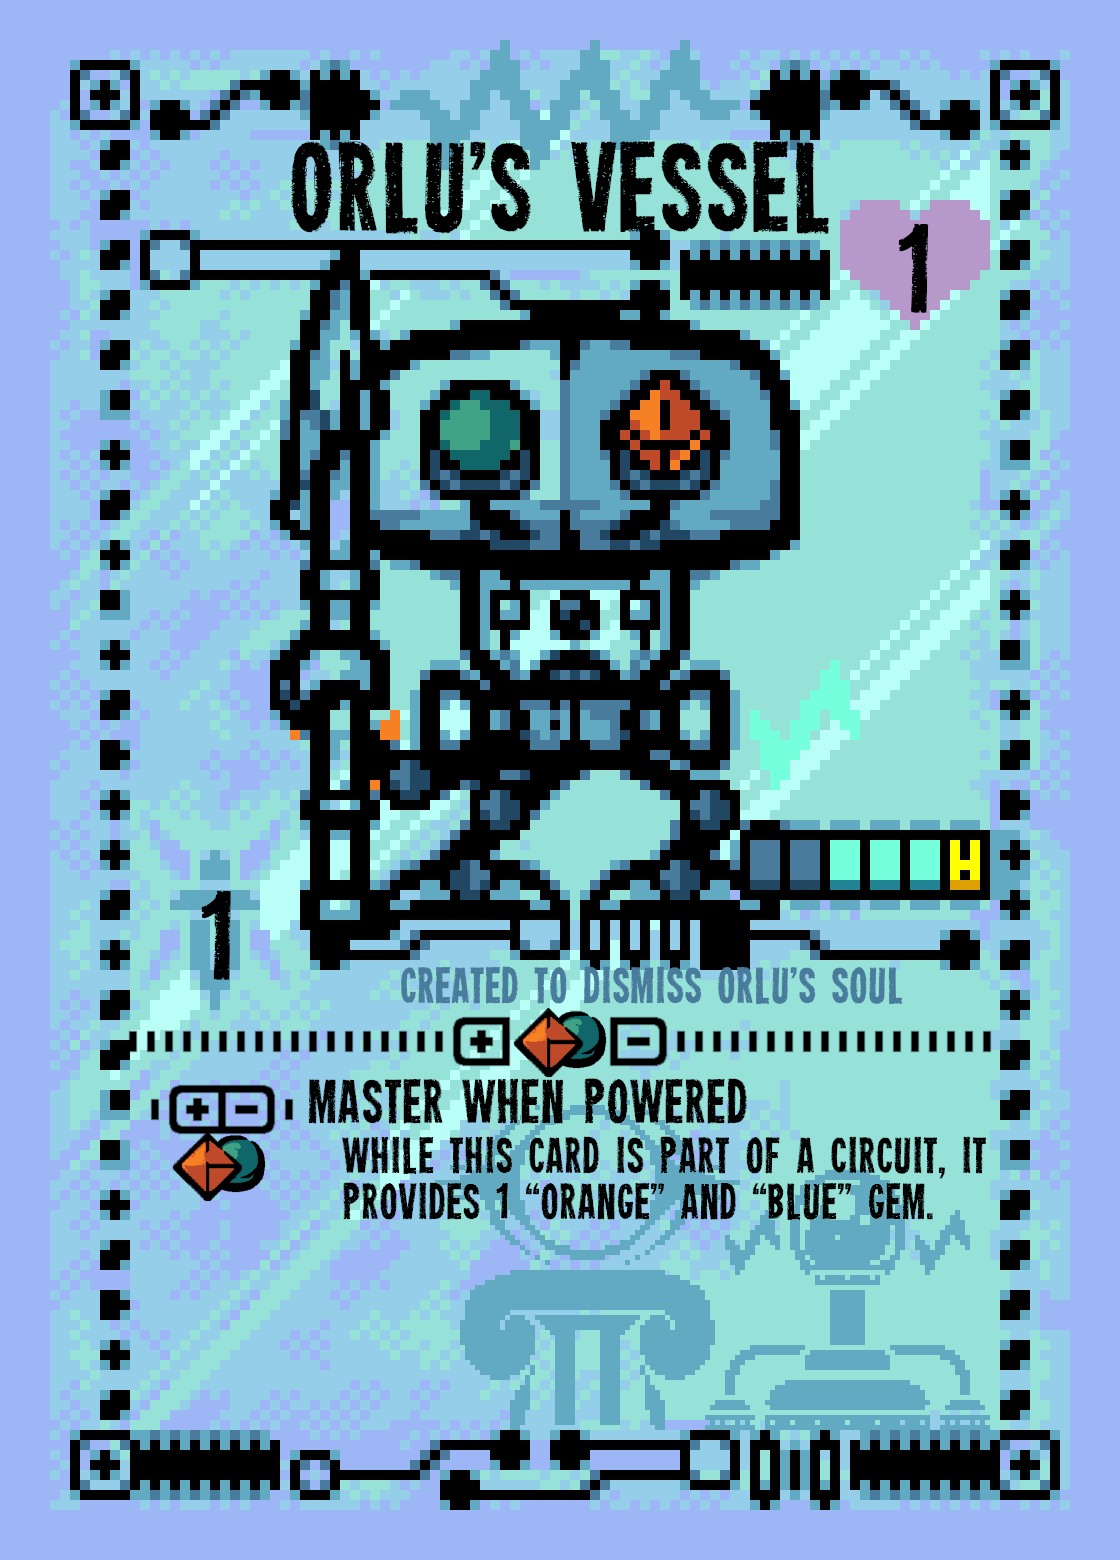 ORLU'S VESSEL
1
1
CREATED TO DISMISS ORLU'S SOUL
MASTER WHEN POWERED
WHILE THIS CARD IS PART OF A CIRCUIT, IT
PROVIDES 1 “ORANGE” AND “BLUE” GEM.